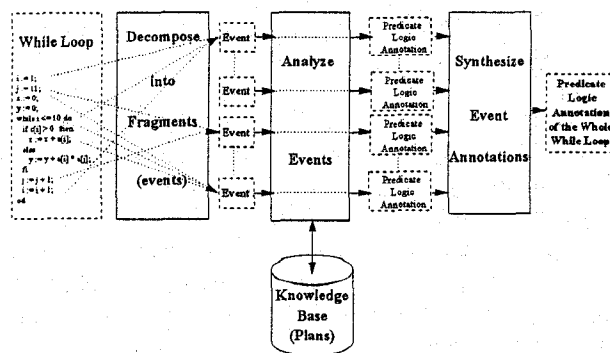 While Loop
i := 1;
j := 11;
x := 0;
y := 0;
while i <= 10 do
if c[i] > 0 then
x := x + a[i];
else
y := y + a[i] * a[j];
fi
j := j + 1;
i := i + 1;
od
Decompose
into
Fragments
(events)
Event
Event
Event
Event
Analyze
Events
Predicate
Logic
Annotation
Predicate
Logic
Annotation
Predicate
Logic
Annotation
Predicate
Logic
Annotation
Synthesize
Event
Annotations
Predicate
Logic
Annotation
of the Whole
While Loop
Knowledge
Base
(Plans)